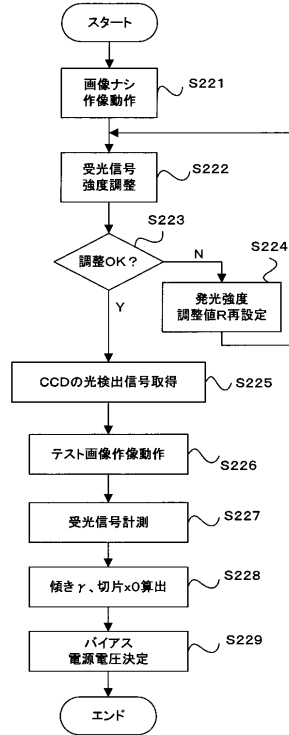 スタート
画像ナシ
作像動作
S221
受光信号
強度調整
S222
調整OK?
S223
N
Y
S224
発光強度
調整値R再設定
CCDの光検出信号取得
S225
テスト画像作像動作
S226
受光信号計測
S227
傾きγ、切片x0算出
S228
バイアス
電源電圧決定
S229
エンド